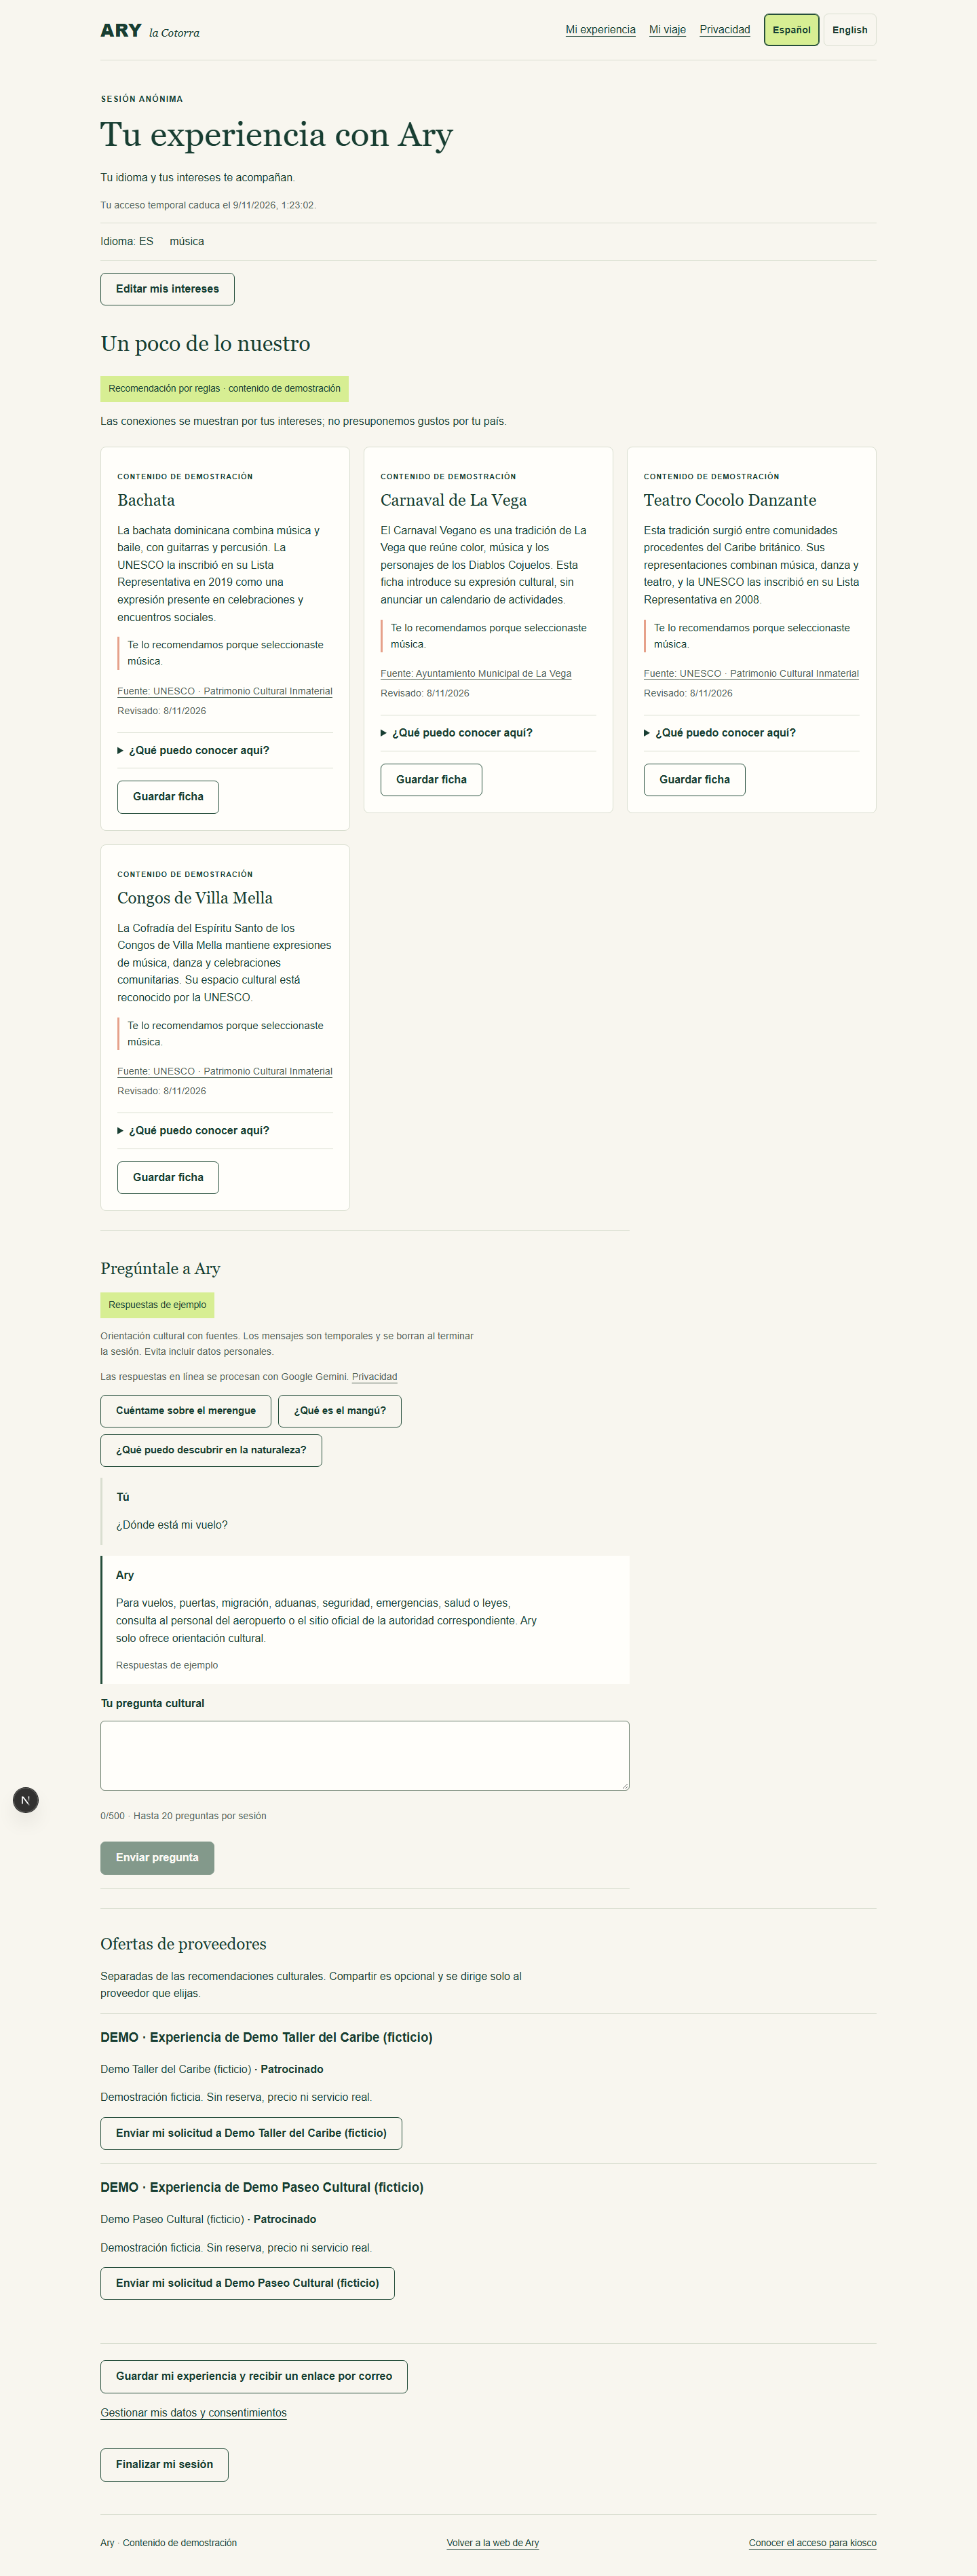 ARY la Cotorra
Mi experiencia Mi viaje Privacidad Español English
SESIÓN ANÓNIMA
Tu experiencia con Ary
Tu idioma y tus intereses te acompañan.
Tu acceso temporal caduca el 9/11/2026, 1:23:02.
Idioma: ES música
Editar mis intereses
Un poco de lo nuestro
Recomendación por reglas · contenido de demostración
Las conexiones se muestran por tus intereses; no presuponemos gustos por tu país.
CONTENIDO DE DEMOSTRACIÓN
Bachata
La bachata dominicana combina música y
baile, con guitarras y percusión. La
UNESCO la inscribió en su Lista
Representativa en 2019 como una
expresión presente en celebraciones y
encuentros sociales.
Te lo recomendamos porque seleccionaste
música.
Fuente: UNESCO · Patrimonio Cultural Inmaterial
Revisado: 8/11/2026
¿Qué puedo conocer aquí?
Guardar ficha
CONTENIDO DE DEMOSTRACIÓN
Carnaval de La Vega
El Carnaval Vegano es una tradición de La
Vega que reúne color, música y los
personajes de los Diablos Cojuelos. Esta
ficha introduce su expresión cultural, sin
anunciar un calendario de actividades.
Te lo recomendamos porque seleccionaste
música.
Fuente: Ayuntamiento Municipal de La Vega
Revisado: 8/11/2026
¿Qué puedo conocer aquí?
Guardar ficha
CONTENIDO DE DEMOSTRACIÓN
Teatro Cocolo Danzante
Esta tradición surgió entre comunidades
procedentes del Caribe británico. Sus
representaciones combinan música, danza y
teatro, y la UNESCO las inscribió en su Lista
Representativa en 2008.
Te lo recomendamos porque seleccionaste
música.
Fuente: UNESCO · Patrimonio Cultural Inmaterial
Revisado: 8/11/2026
¿Qué puedo conocer aquí?
Guardar ficha
CONTENIDO DE DEMOSTRACIÓN
Congos de Villa Mella
La Cofradía del Espíritu Santo de los
Congos de Villa Mella mantiene expresiones
de música, danza y celebraciones
comunitarias. Su espacio cultural está
reconocido por la UNESCO.
Te lo recomendamos porque seleccionaste
música.
Fuente: UNESCO · Patrimonio Cultural Inmaterial
Revisado: 8/11/2026
¿Qué puedo conocer aquí?
Guardar ficha
Pregúntale a Ary
Respuestas de ejemplo
Orientación cultural con fuentes. Los mensajes son temporales y se borran al terminar
la sesión. Evita incluir datos personales.
Las respuestas en línea se procesan con Google Gemini. Privacidad
Cuéntame sobre el merengue ¿Qué es el mangú?
¿Qué puedo descubrir en la naturaleza?
Tú
¿Dónde está mi vuelo?
Ary
Para vuelos, puertas, migración, aduanas, seguridad, emergencias, salud o leyes,
consulta al personal del aeropuerto o el sitio oficial de la autoridad correspondiente. Ary
solo ofrece orientación cultural.
Respuestas de ejemplo
Tu pregunta cultural
N
0/500 · Hasta 20 preguntas por sesión
Enviar pregunta
Ofertas de proveedores
Separadas de las recomendaciones culturales. Compartir es opcional y se dirige solo al
proveedor que elijas.
DEMO · Experiencia de Demo Taller del Caribe (ficticio)
Demo Taller del Caribe (ficticio) · Patrocinado
Demostración ficticia. Sin reserva, precio ni servicio real.
Enviar mi solicitud a Demo Taller del Caribe (ficticio)
DEMO · Experiencia de Demo Paseo Cultural (ficticio)
Demo Paseo Cultural (ficticio) · Patrocinado
Demostración ficticia. Sin reserva, precio ni servicio real.
Enviar mi solicitud a Demo Paseo Cultural (ficticio)
Guardar mi experiencia y recibir un enlace por correo
Gestionar mis datos y consentimientos
Finalizar mi sesión
Ary · Contenido de demostración Volver a la web de Ary Conocer el acceso para kiosco